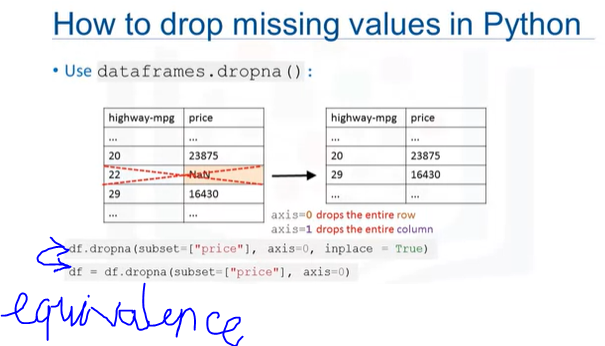 How to drop missing values in Python
• Use dataframes.dropna():
highway-mpg price
... ...
20 23875
22 NaN
29 16430
... ...
highway-mpg price
... ...
20 23875
29 16430
... ...
axis=0 drops the entire row
axis=1 drops the entire column
df.dropna(subset=["price"], axis=0, inplace = True)
df = df.dropna(subset=["price"], axis=0)
equivalence